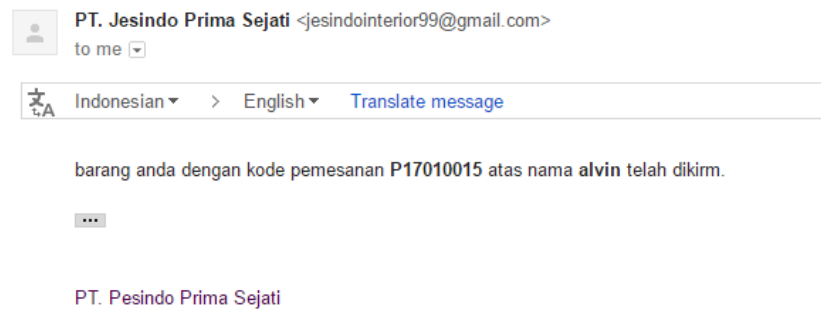 PT. Jesindo Prima Sejati <jesindointerior99@gmail.com>
to me
Indonesian > English Translate message
barang anda dengan kode pemesanan P17010015 atas nama alvin telah dikirm.
PT. Pesindo Prima Sejati